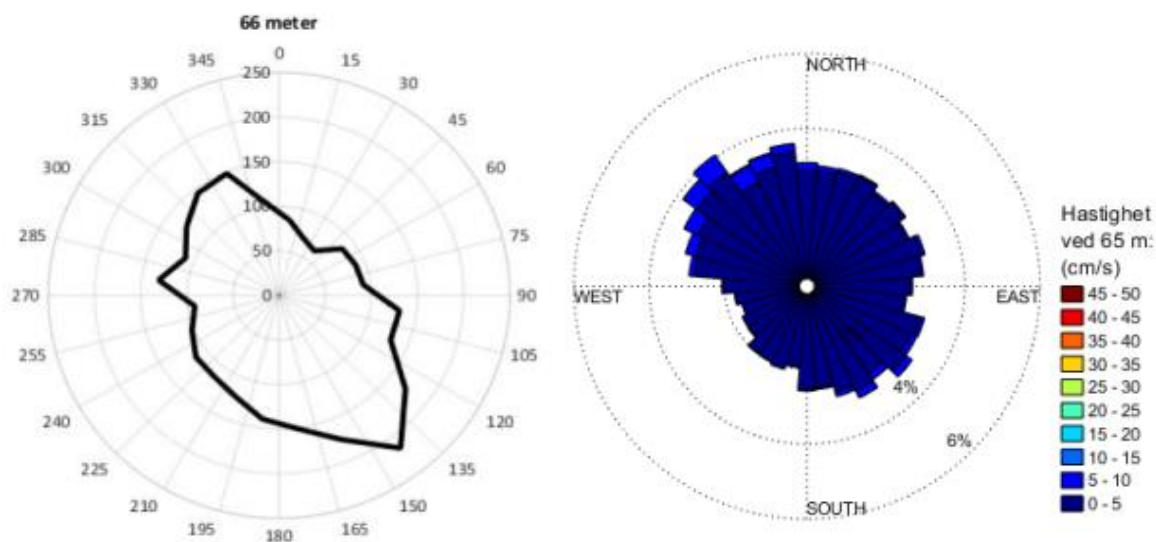 66 meter
0
15
30
45
60
75
90
105
120
135
150
165
180
195
210
225
240
255
270
285
300
315
330
345
250
200
150
100
50
0
NORTH
WEST
EAST
SOUTH
4%
6%
Hastighet
ved 65 m:
(cm/s)
45 - 50
40 - 45
35 - 40
30 - 35
25 - 30
20 - 25
15 - 20
10 - 15
5 - 10
0 - 5